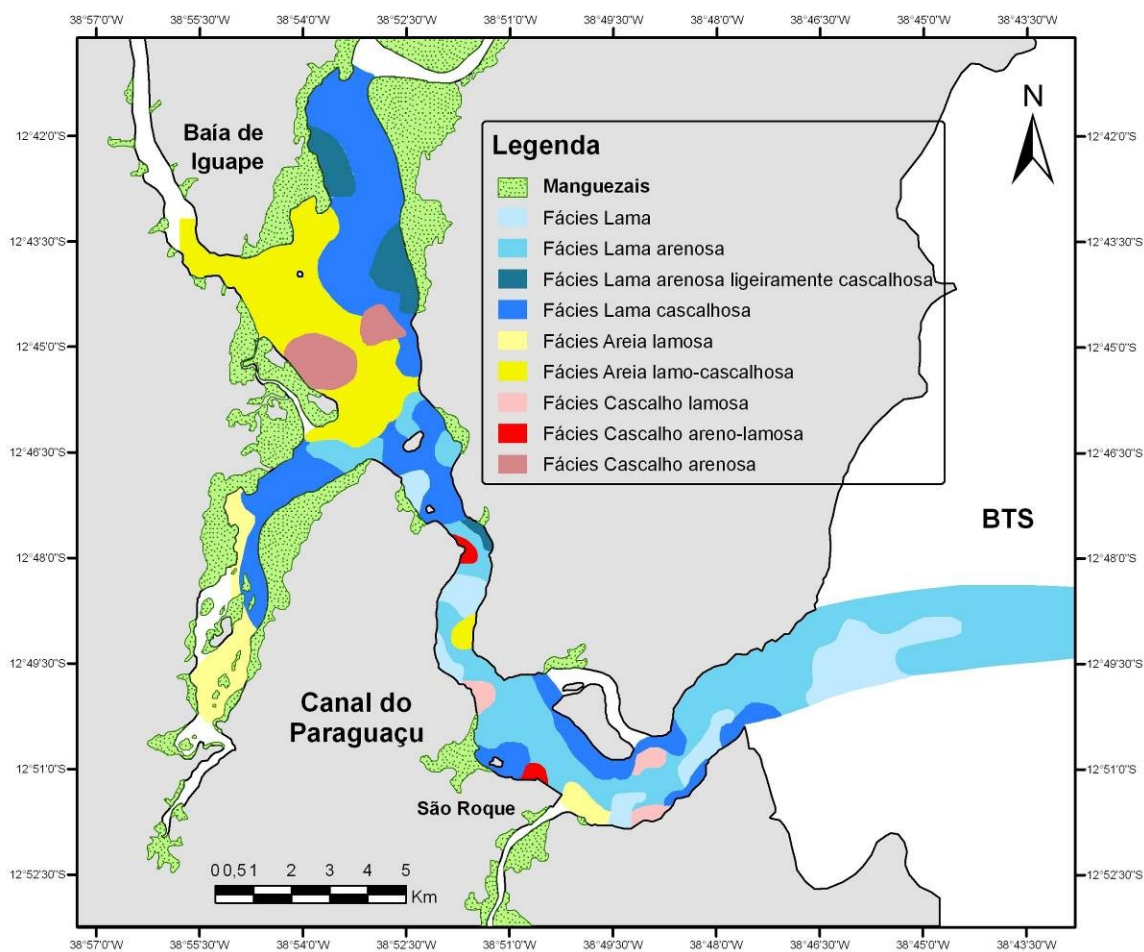 38°57'0"W 38°55'30"W 38°54'0"W 38°52'30"W 38°51'0"W 38°49'30"W 38°48'0"W 38°46'30"W 38°45'0"W 38°43'30"W
N
Baía de
Iguape
12°42'0"S 12°42'0"S
Legenda
Manguezais
Fácies Lama
12°43'30"S 12°43'30"S
Fácies Lama arenosa
Fácies Lama arenosa ligeiramente cascalhosa
Fácies Lama cascalhosa
12°45'0"S 12°45'0"S
Fácies Areia lamosa
Fácies Areia lamo-cascalhosa
Fácies Cascalho lamosa
Fácies Cascalho areno-lamosa
12°46'30"S 12°46'30"S
Fácies Cascalho arenosa
BTS
12°48'0"S 12°48'0"S
12°49'30"S 12°49'30"S
Canal do
Paraguaçu
12°51'0"S 12°51'0"S
São Roque
0 0,5 1 2 3 4 5
Km
12°52'30"S 12°52'30"S
38°57'0"W 38°55'30"W 38°54'0"W 38°52'30"W 38°51'0"W 38°49'30"W 38°48'0"W 38°46'30"W 38°45'0"W 38°43'30"W